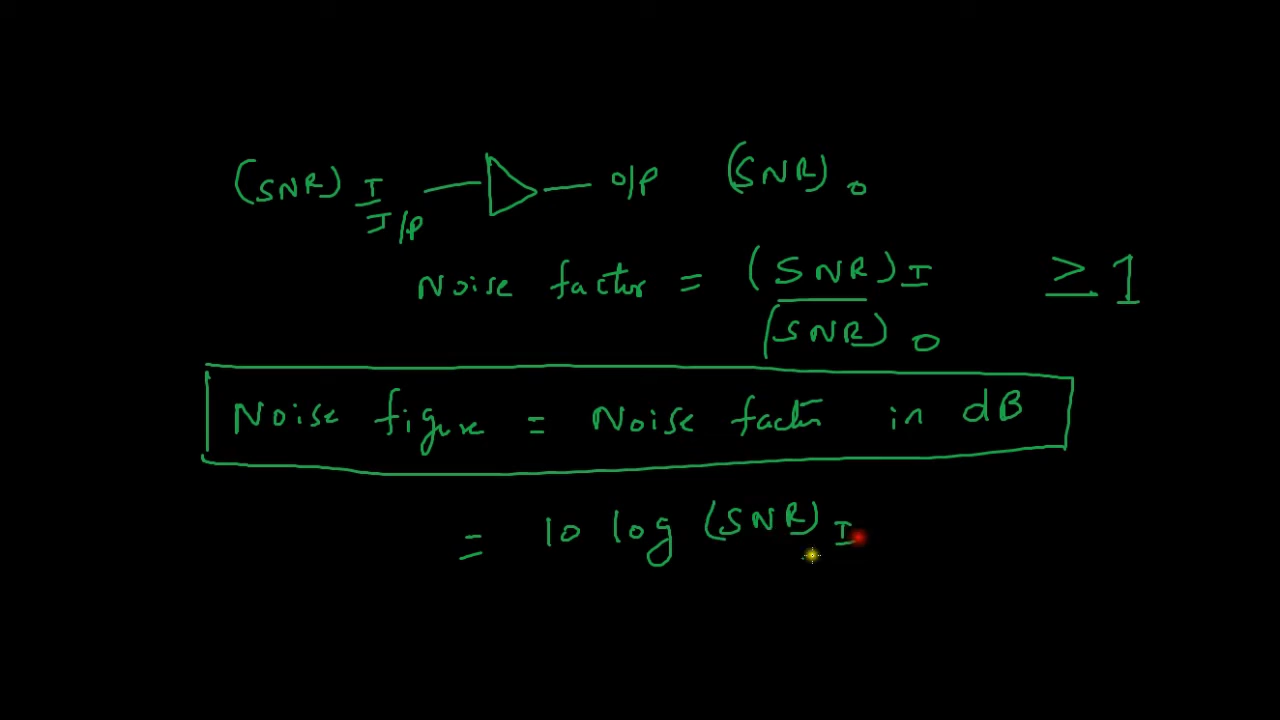 (SNR) I O/P (SNR) O
I/P
Noise factor = (SNR) I ≥ 1
(SNR) O
Noise figure = Noise factor in dB
= 10 log (SNR) I